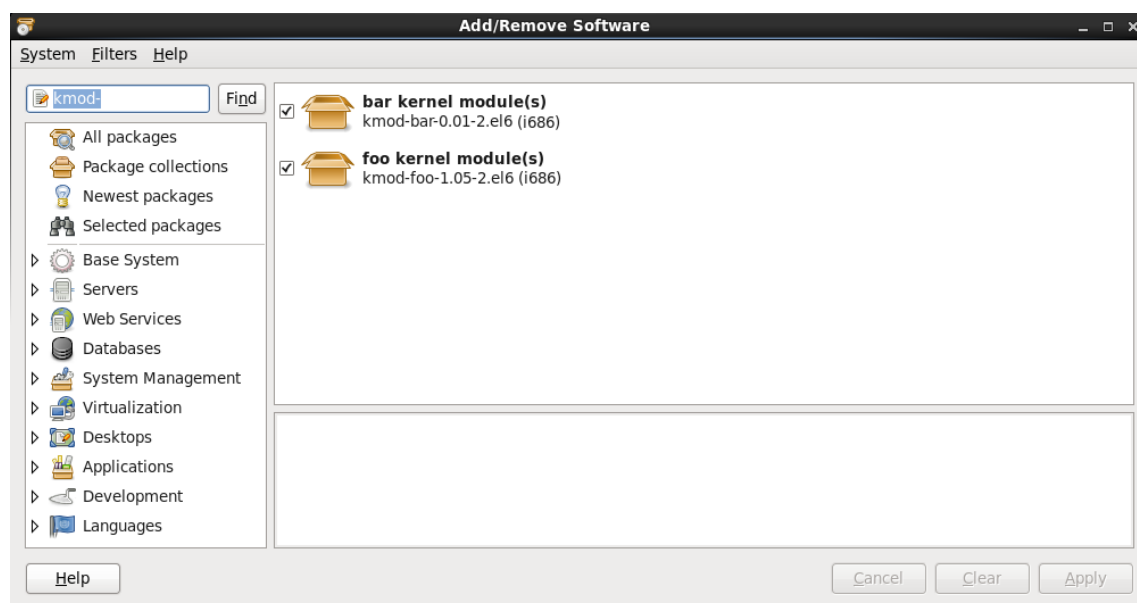 Add/Remove Software
System Filters Help
kmod- Find
All packages
Package collections
Newest packages
Selected packages
Base System
Servers
Web Services
Databases
System Management
Virtualization
Desktops
Applications
Development
Languages
bar kernel module(s)
kmod-bar-0.01-2.el6 (i686)
foo kernel module(s)
kmod-foo-1.05-2.el6 (i686)
Help Cancel Clear Apply